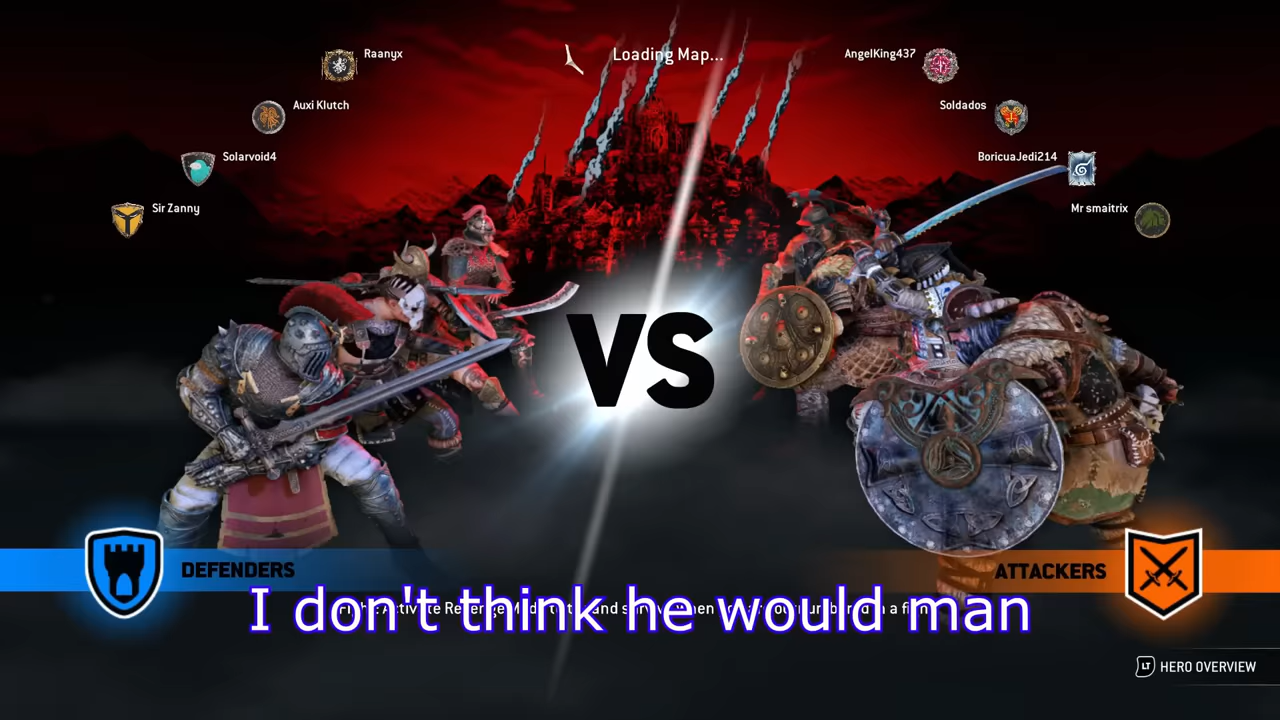 Raanyx
Loading Map...
AngelKing437
Auxi Klutch
Soldados
Solarvoid4
BoricuaJedi214
Sir Zanny
Mr smaitrix
VS
DEFENDERS
ATTACKERS
I don't think he would man
LT HERO OVERVIEW